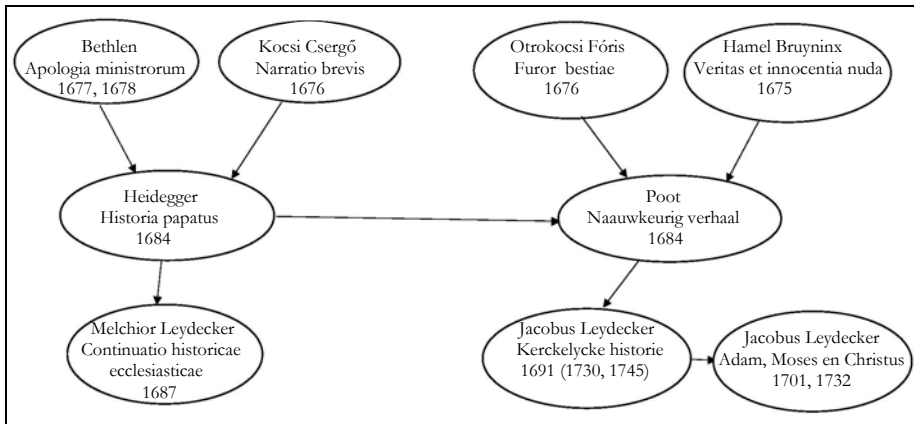 Bethlen
Apologia ministrorum
1677, 1678
Kocsi Csergő
Narratio brevis
1676
Otrokocsi Fóris
Furor bestiae
1676
Hamel Bruyninx
Veritas et innocentia nuda
1675
Heidegger
Historia papatus
1684
Poot
Naauwkeurig verhaal
1684
Melchior Leydecker
Continuatio historicae
ecclesiasticae
1687
Jacobus Leydecker
Kerckelycke historie
1691 (1730, 1745)
Jacobus Leydecker
Adam, Moses en Christus
1701, 1732